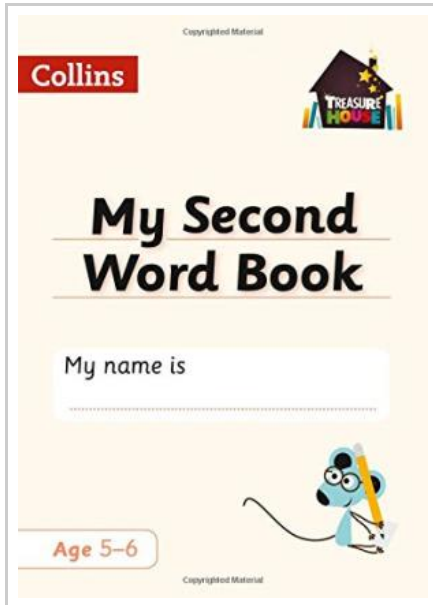 Copyrighted Material
Collins
TREASURE
HOUSE
My Second
Word Book
My name is
Age 5–6
Copyrighted Material